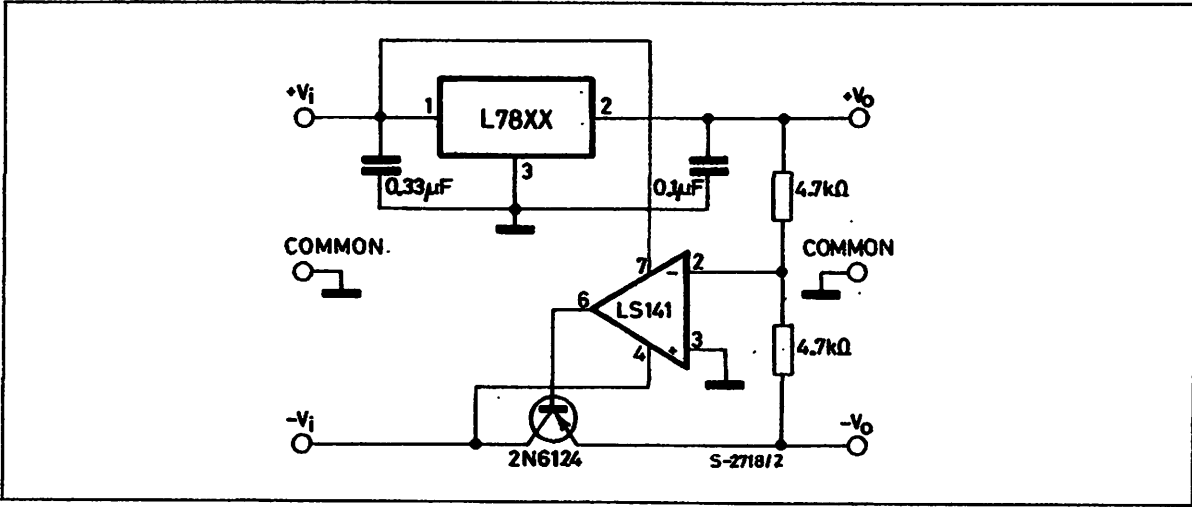 +Vi
1
L78XX
2
+Vo
3
0.33µF
0.1µF
4.7kΩ
COMMON.
COMMON
7
2
-
6
LS141
4
+
3
4.7kΩ
-Vi
-Vo
2N6124
S-2718/2